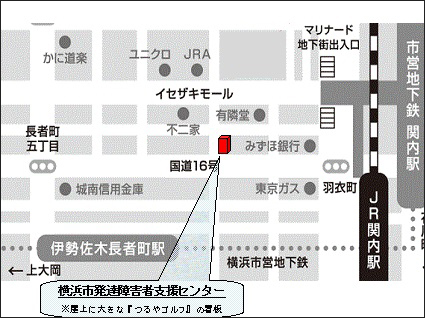 マリナード
地下街出入口
かに道楽
ユニクロ
JRA
イセザキモール
不二家
有隣堂
長者町
五丁目
みずほ銀行
国道16号
城南信用金庫
東京ガス
羽衣町
市営地下鉄 関内駅
JR関内駅
伊勢佐木長者町駅
横浜市営地下鉄
←上大岡
横浜市発達障害者支援センター
※屋上に大きな『つるやゴルフ』の看板